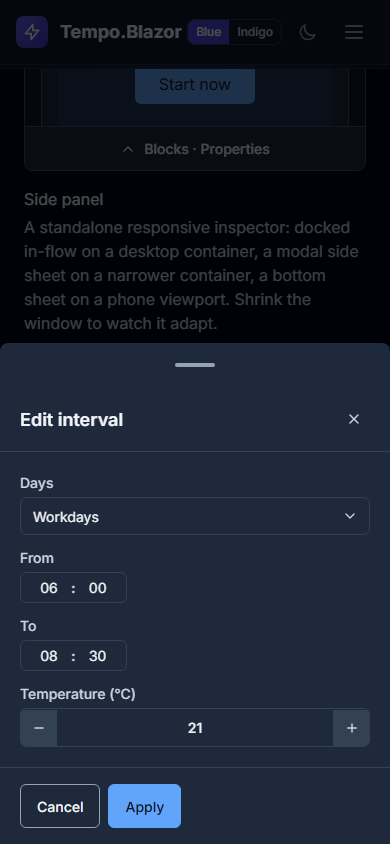 Tempo.Blazor Blue Indigo
Start now
Blocks · Properties
Side panel
A standalone responsive inspector: docked
in-flow on a desktop container, a modal side
sheet on a narrower container, a bottom
sheet on a phone viewport. Shrink the
window to watch it adapt.
Edit interval
Days
Workdays
From
06 : 00
To
08 : 30
Temperature (°C)
− 21 +
Cancel Apply